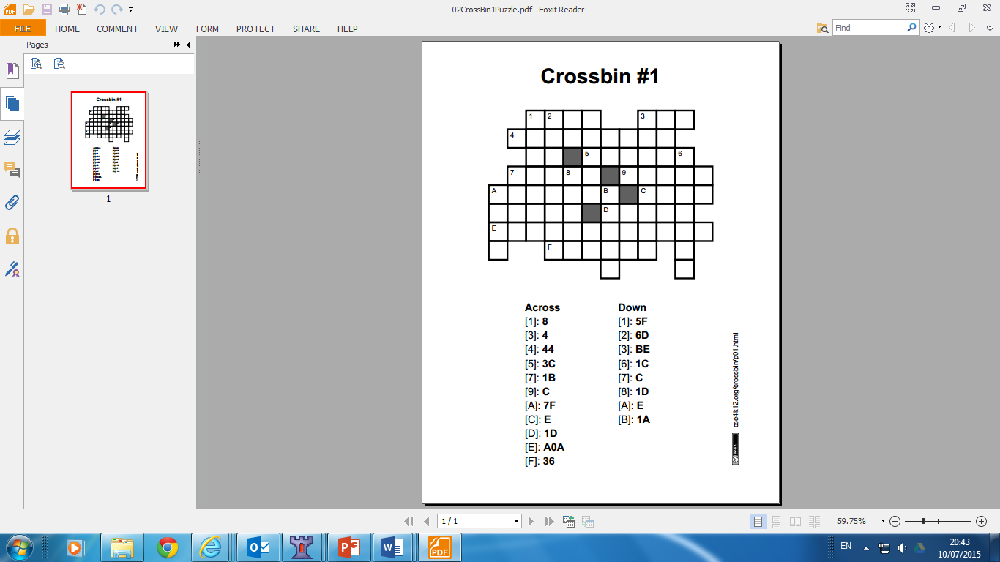 02CrossBin1Puzzle.pdf - Foxit Reader
FILE HOME COMMENT VIEW FORM PROTECT SHARE HELP
Find
Pages
1
Crossbin #1
1 2 3
4
5 6
7 8 9
A B C
D
E
F
Across
[1]: 8
[3]: 4
[4]: 44
[5]: 3C
[7]: 1B
[9]: C
[A]: 7F
[C]: E
[D]: 1D
[E]: A0A
[F]: 36
Down
[1]: 5F
[2]: 6D
[3]: BE
[6]: 1C
[7]: C
[8]: 1D
[A]: E
[B]: 1A
cse4k12.org/crossbin/p01.html
1 / 1
59.75%
EN
20:43
10/07/2015